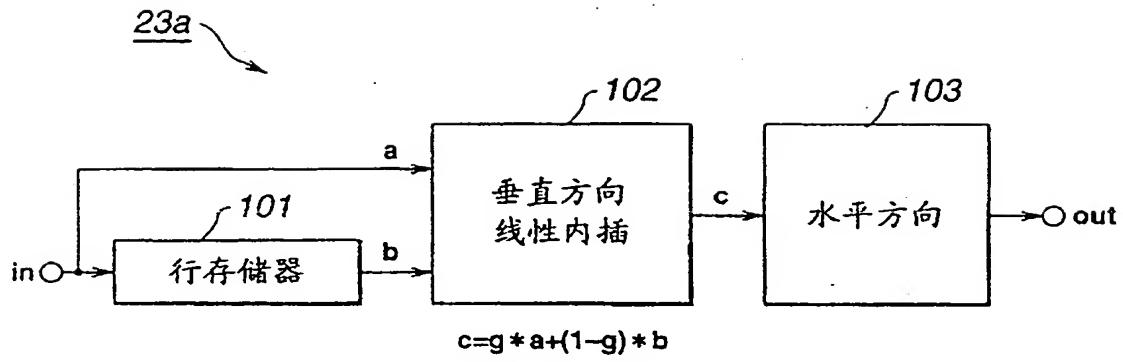 23a
102
103
a
垂直方向
线性内插
c
水平方向
out
101
b
in
行存储器
c=g*a+(1-g)*b